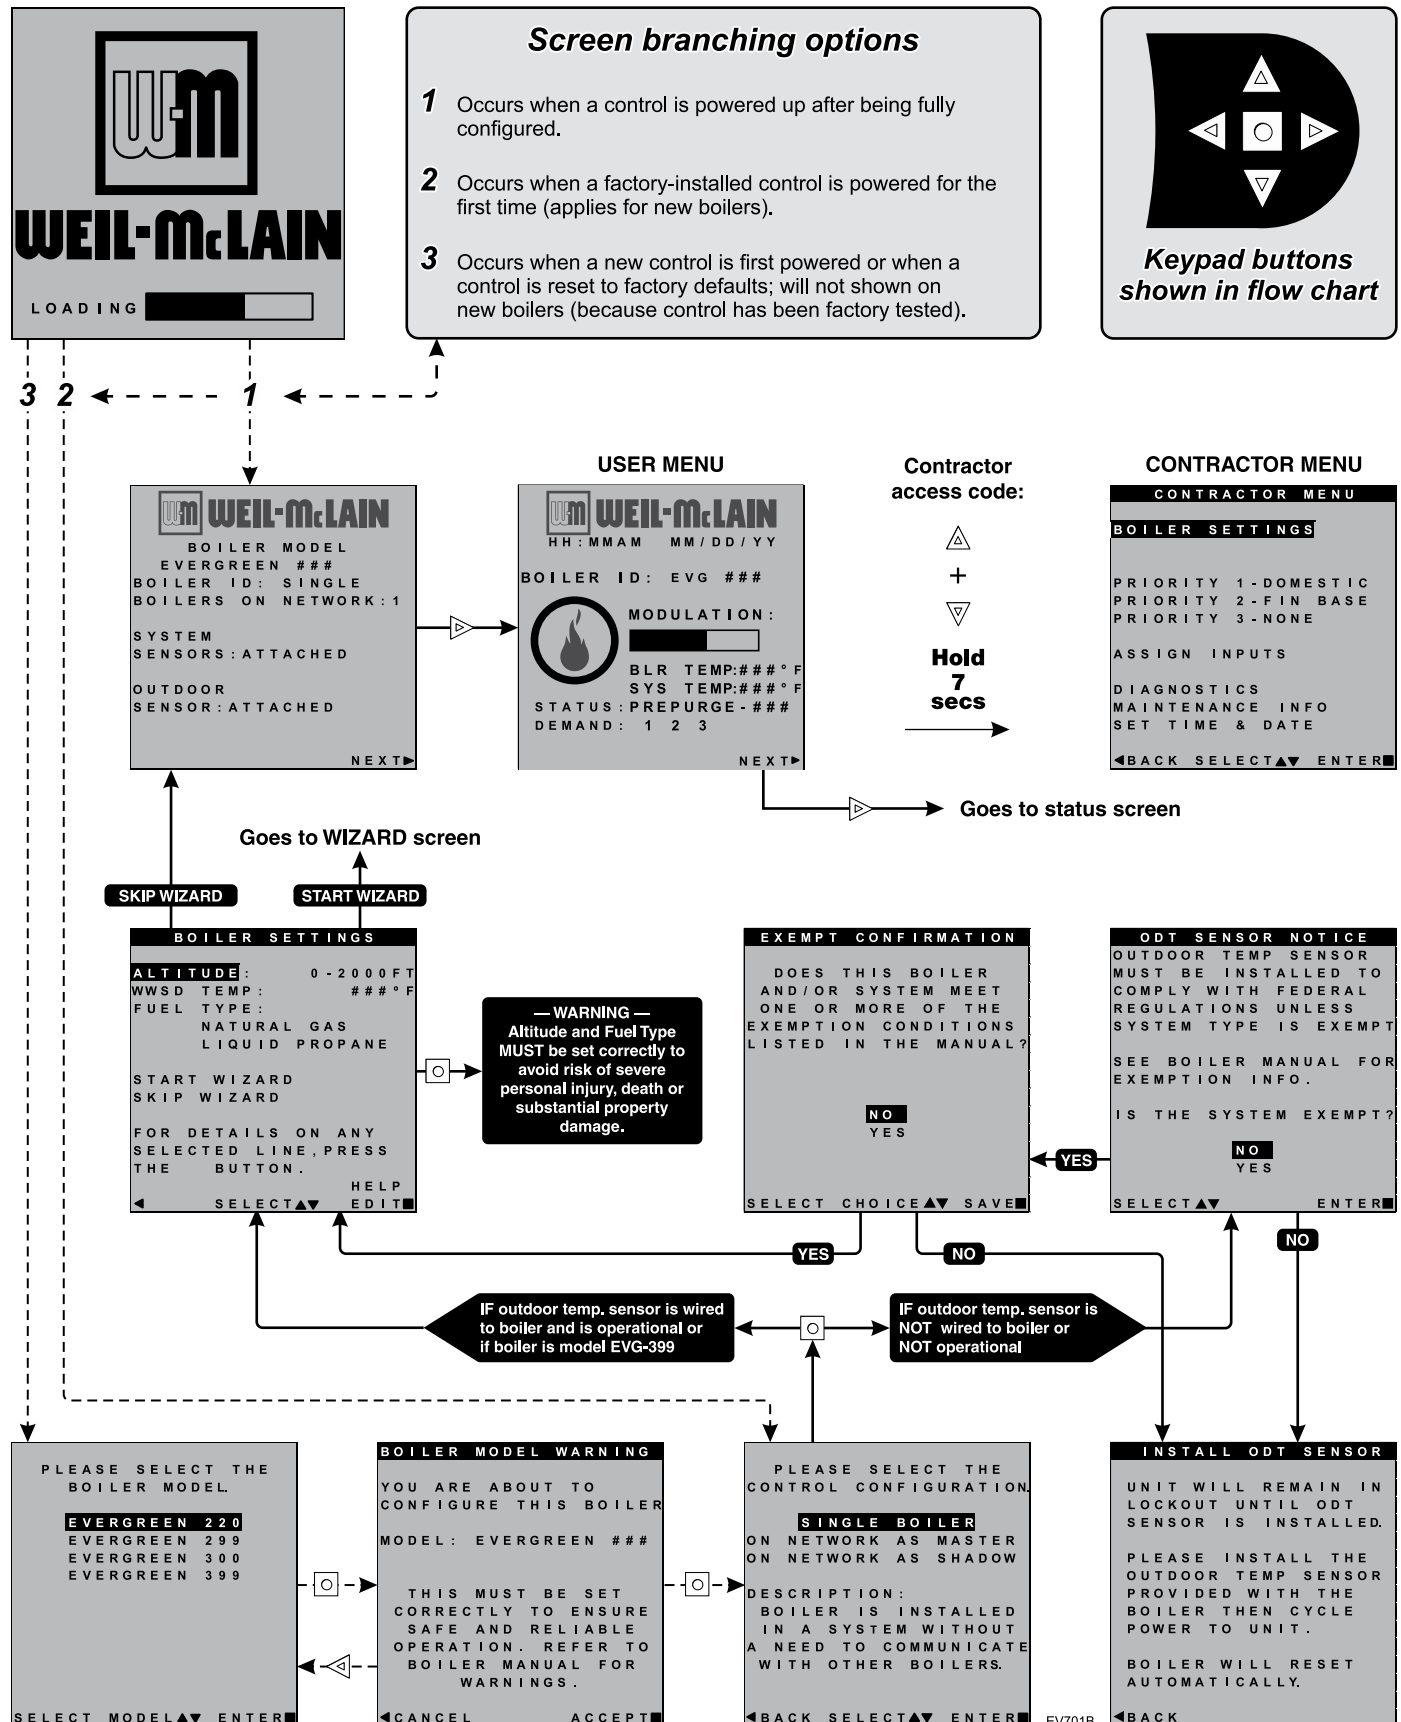 WM
WEIL-McLAIN
LOADING
Screen branching options
1 Occurs when a control is powered up after being fully
configured.
2 Occurs when a factory-installed control is powered for the
first time (applies for new boilers).
3 Occurs when a new control is first powered or when a
control is reset to factory defaults; will not shown on
new boilers (because control has been factory tested).
Keypad buttons
shown in flow chart
3 2 1
WM WEIL-McLAIN
BOILER MODEL
EVERGREEN ###
BOILER ID: SINGLE
BOILERS ON NETWORK:1
SYSTEM
SENSORS:ATTACHED
OUTDOOR
SENSOR:ATTACHED
NEXT▶
USER MENU
WM WEIL-McLAIN
HH:MMAM MM/DD/YY
BOILER ID: EVG ###
MODULATION:
BLR TEMP:###°F
SYS TEMP:###°F
STATUS:PREPURGE-###
DEMAND: 1 2 3
NEXT▶
Contractor
access code:
+
Hold
7
secs
CONTRACTOR MENU
CONTRACTOR MENU
BOILER SETTINGS
PRIORITY 1-DOMESTIC
PRIORITY 2-FIN BASE
PRIORITY 3-NONE
ASSIGN INPUTS
DIAGNOSTICS
MAINTENANCE INFO
SET TIME & DATE
◀BACK SELECT▲▼ ENTER■
Goes to status screen
Goes to WIZARD screen
SKIP WIZARD
START WIZARD
BOILER SETTINGS
ALTITUDE: 0-2000FT
WWSD TEMP: ###°F
FUEL TYPE:
NATURAL GAS
LIQUID PROPANE
START WIZARD
SKIP WIZARD
FOR DETAILS ON ANY
SELECTED LINE,PRESS
THE BUTTON.
HELP
◀ SELECT▲▼ EDIT■
— WARNING —
Altitude and Fuel Type
MUST be set correctly to
avoid risk of severe
personal injury, death or
substantial property
damage.
EXEMPT CONFIRMATION
DOES THIS BOILER
AND/OR SYSTEM MEET
ONE OR MORE OF THE
EXEMPTION CONDITIONS
LISTED IN THE MANUAL?
NO
YES
SELECT CHOICE▲▼ SAVE■
YES
ODT SENSOR NOTICE
OUTDOOR TEMP SENSOR
MUST BE INSTALLED TO
COMPLY WITH FEDERAL
REGULATIONS UNLESS
SYSTEM TYPE IS EXEMPT
SEE BOILER MANUAL FOR
EXEMPTION INFO.
IS THE SYSTEM EXEMPT?
NO
YES
SELECT▲▼ ENTER■
YES
NO
NO
IF outdoor temp. sensor is wired
to boiler and is operational or
if boiler is model EVG-399
IF outdoor temp. sensor is
NOT wired to boiler or
NOT operational
PLEASE SELECT THE
BOILER MODEL.
EVERGREEN 220
EVERGREEN 299
EVERGREEN 300
EVERGREEN 399
SELECT MODEL▲▼ ENTER■
BOILER MODEL WARNING
YOU ARE ABOUT TO
CONFIGURE THIS BOILER
MODEL: EVERGREEN ###
THIS MUST BE SET
CORRECTLY TO ENSURE
SAFE AND RELIABLE
OPERATION. REFER TO
BOILER MANUAL FOR
WARNINGS.
◀CANCEL ACCEPT■
PLEASE SELECT THE
CONTROL CONFIGURATION.
SINGLE BOILER
ON NETWORK AS MASTER
ON NETWORK AS SHADOW
DESCRIPTION:
BOILER IS INSTALLED
IN A SYSTEM WITHOUT
A NEED TO COMMUNICATE
WITH OTHER BOILERS.
◀BACK SELECT▲▼ ENTER■
EV701B
INSTALL ODT SENSOR
UNIT WILL REMAIN IN
LOCKOUT UNTIL ODT
SENSOR IS INSTALLED.
PLEASE INSTALL THE
OUTDOOR TEMP SENSOR
PROVIDED WITH THE
BOILER THEN CYCLE
POWER TO UNIT.
BOILER WILL RESET
AUTOMATICALLY.
◀BACK